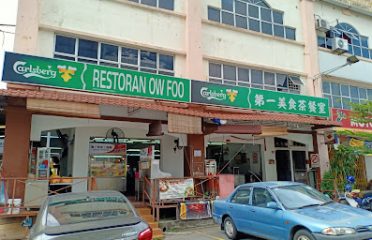 Carlsberg
RESTORAN OW FOO
Carlsberg
第一美食茶餐室